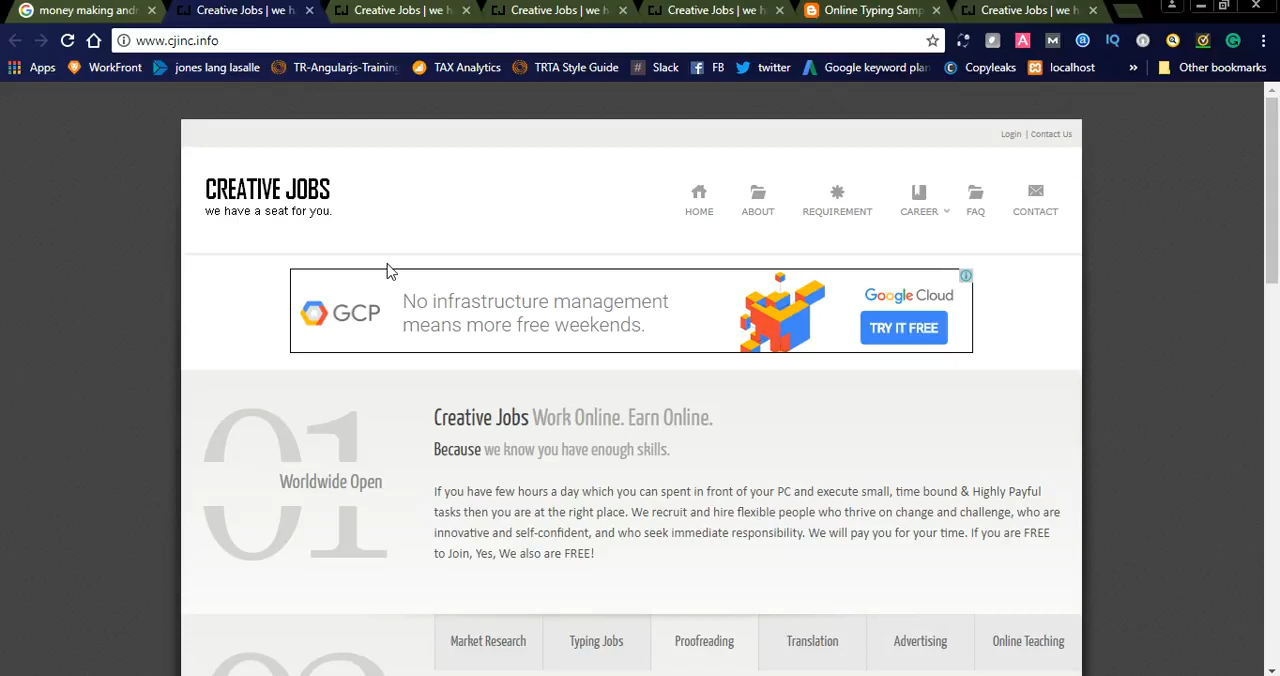 money making andr
Creative Jobs | we h
Creative Jobs | we h
Creative Jobs | we h
Creative Jobs | we h
Online Typing Samp
Creative Jobs | we h
www.cjinc.info
Apps
WorkFront
jones lang lasalle
TR-Angularjs-Training
TAX Analytics
TRTA Style Guide
Slack
FB
twitter
Google keyword plan
Copyleaks
localhost
»
Other bookmarks
Login | Contact Us
CREATIVE JOBS
we have a seat for you.
HOME
ABOUT
REQUIREMENT
CAREER
FAQ
CONTACT
GCP
No infrastructure management
means more free weekends.
Google Cloud
TRY IT FREE
01
Worldwide Open
Creative Jobs Work Online. Earn Online.
Because we know you have enough skills.
If you have few hours a day which you can spent in front of your PC and execute small, time bound & Highly Payful
tasks then you are at the right place. We recruit and hire flexible people who thrive on change and challenge, who are
innovative and self-confident, and who seek immediate responsibility. We will pay you for your time. If you are FREE
to Join, Yes, We also are FREE!
Market Research
Typing Jobs
Proofreading
Translation
Advertising
Online Teaching